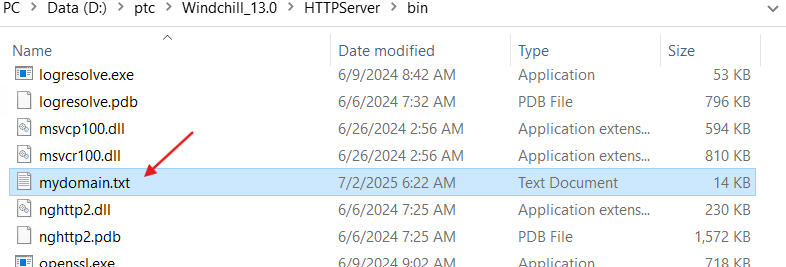 PC > Data (D:) > ptc > Windchill_13.0 > HTTPServer > bin
Name Date modified Type Size
logresolve.exe 6/9/2024 8:42 AM Application 53 KB
logresolve.pdb 6/6/2024 7:32 AM PDB File 796 KB
msvcp100.dll 6/26/2024 2:56 AM Application extens... 594 KB
msvcr100.dll 6/26/2024 2:56 AM Application extens... 810 KB
mydomain.txt 7/2/2025 6:22 AM Text Document 14 KB
nghttp2.dll 6/6/2024 7:25 AM Application extens... 230 KB
nghttp2.pdb 6/6/2024 7:25 AM PDB File 1,572 KB
openssl.exe 6/9/2024 9:02 AM Application 718 KB